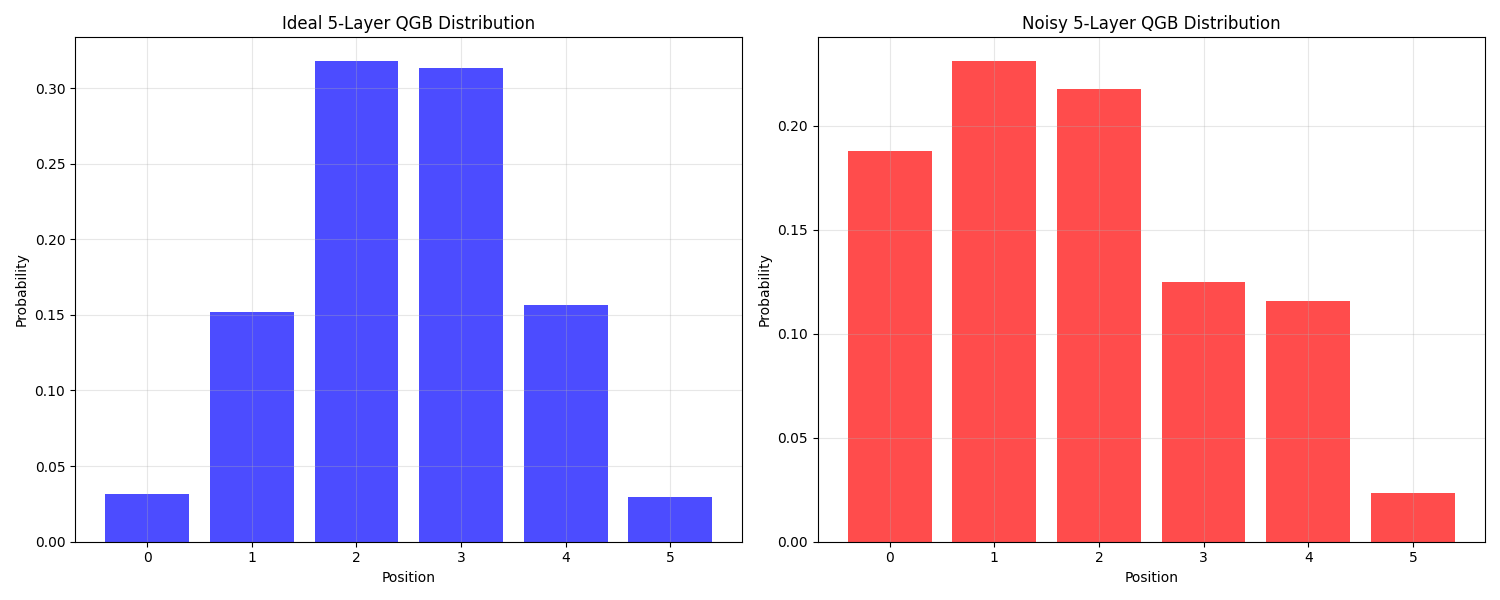 Ideal 5-Layer QGB Distribution
Probability
0.30
0.25
0.20
0.15
0.10
0.05
0.00
0 1 2 3 4 5
Position
Noisy 5-Layer QGB Distribution
Probability
0.20
0.15
0.10
0.05
0.00
0 1 2 3 4 5
Position